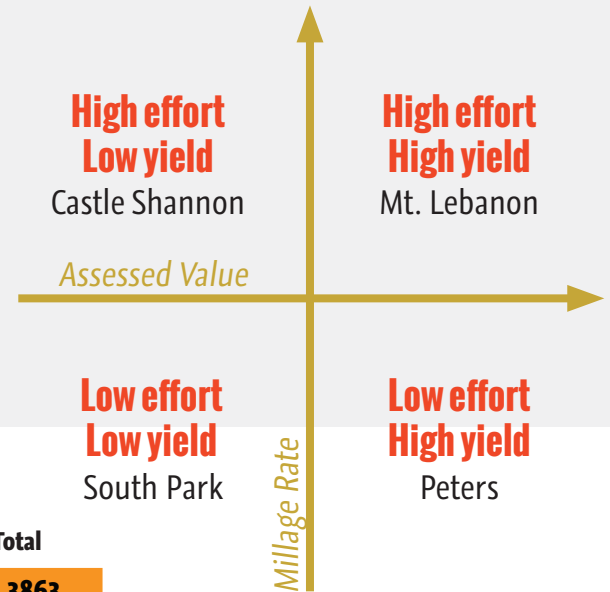 High effort
Low yield
Castle Shannon
High effort
High yield
Mt. Lebanon
Assessed Value
Low effort
Low yield
South Park
Millage Rate
Low effort
High yield
Peters
Total
3863